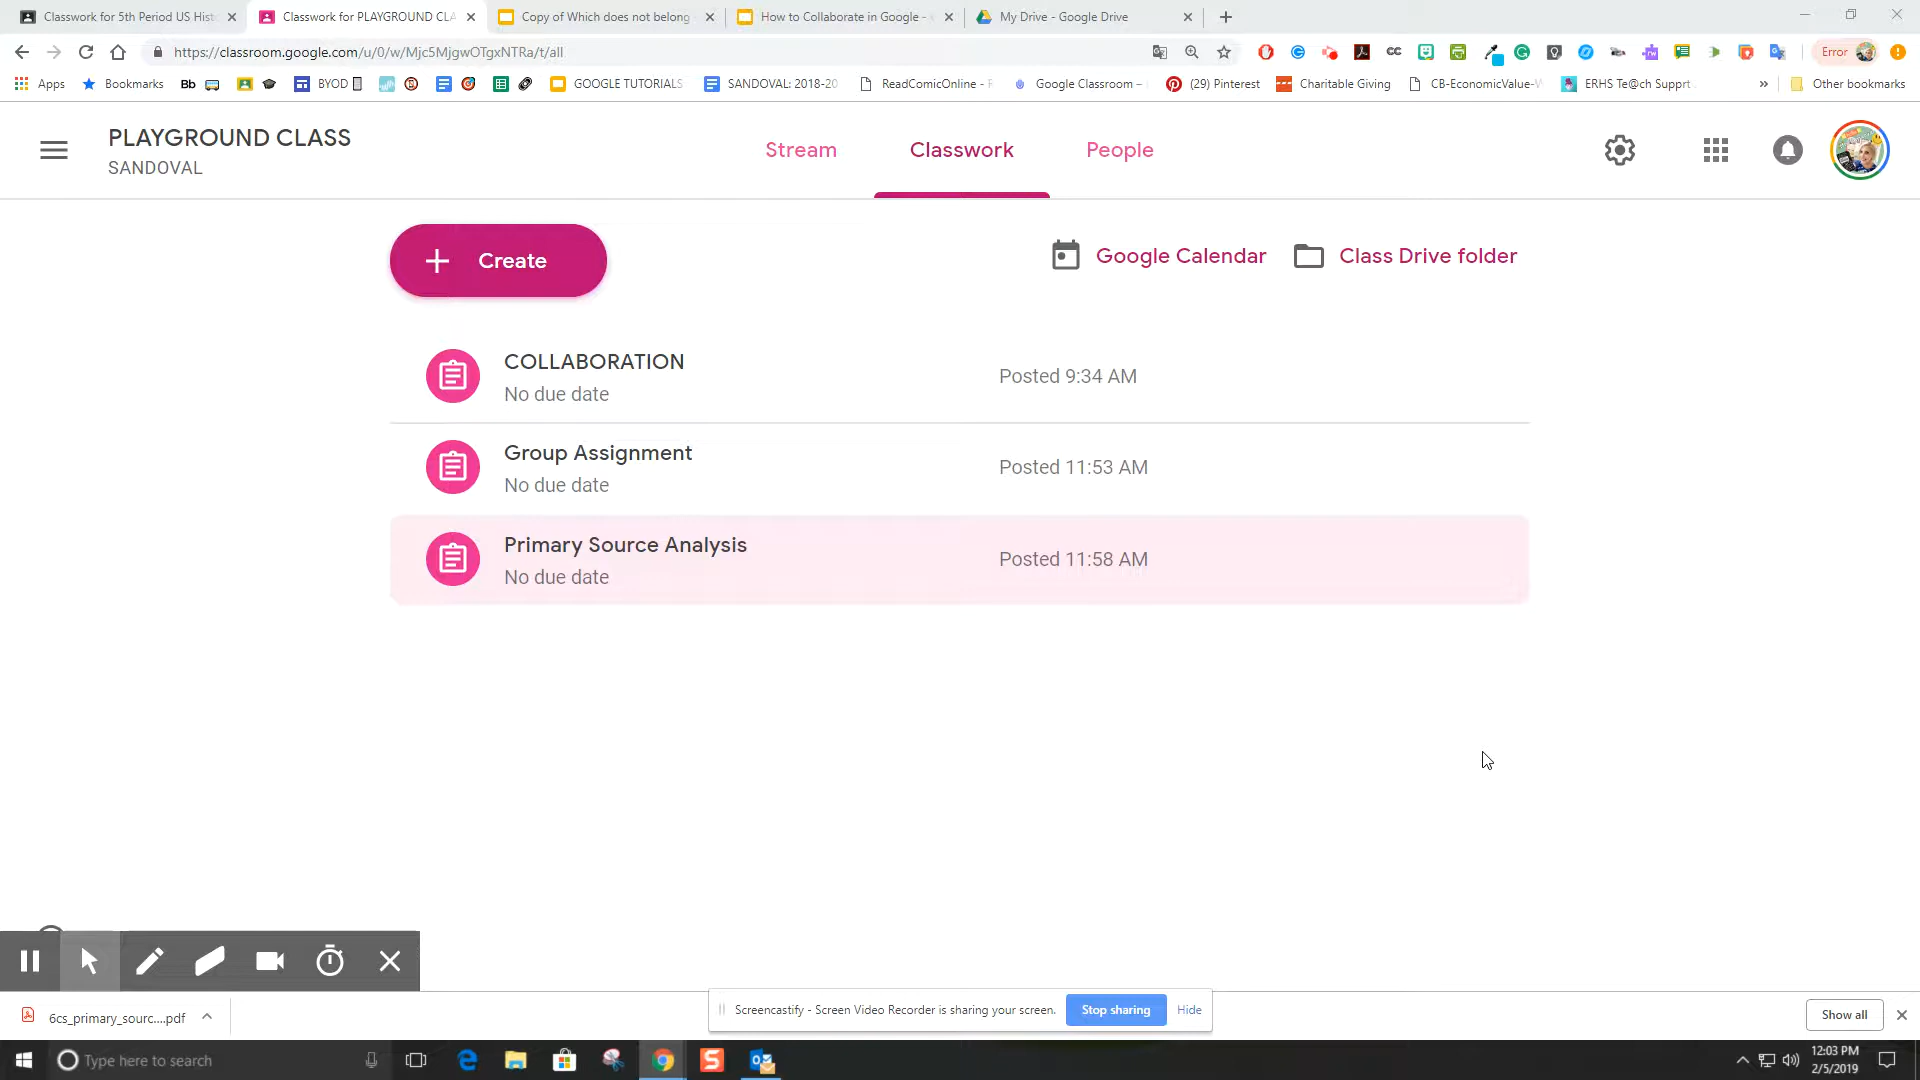 Classwork for 5th Period US Hist
Classwork for PLAYGROUND CLA
Copy of Which does not belong
How to Collaborate in Google -
My Drive - Google Drive
https://classroom.google.com/u/0/w/Mjc5MjgwOTgxNTRa/t/all
Error
Apps
Bookmarks
Bb
BYOD
GOOGLE TUTORIALS
SANDOVAL: 2018-20
ReadComicOnline -
Google Classroom –
(29) Pinterest
Charitable Giving
CB-EconomicValue-
ERHS Te@ch Supprt
»
Other bookmarks
PLAYGROUND CLASS
SANDOVAL
Stream
Classwork
People
Create
Google Calendar
Class Drive folder
COLLABORATION
No due date
Posted 9:34 AM
Group Assignment
No due date
Posted 11:53 AM
Primary Source Analysis
No due date
Posted 11:58 AM
6cs_primary_sourc....pdf
Screencastify - Screen Video Recorder is sharing your screen.
Stop sharing
Hide
Show all
Type here to search
12:03 PM
2/5/2019